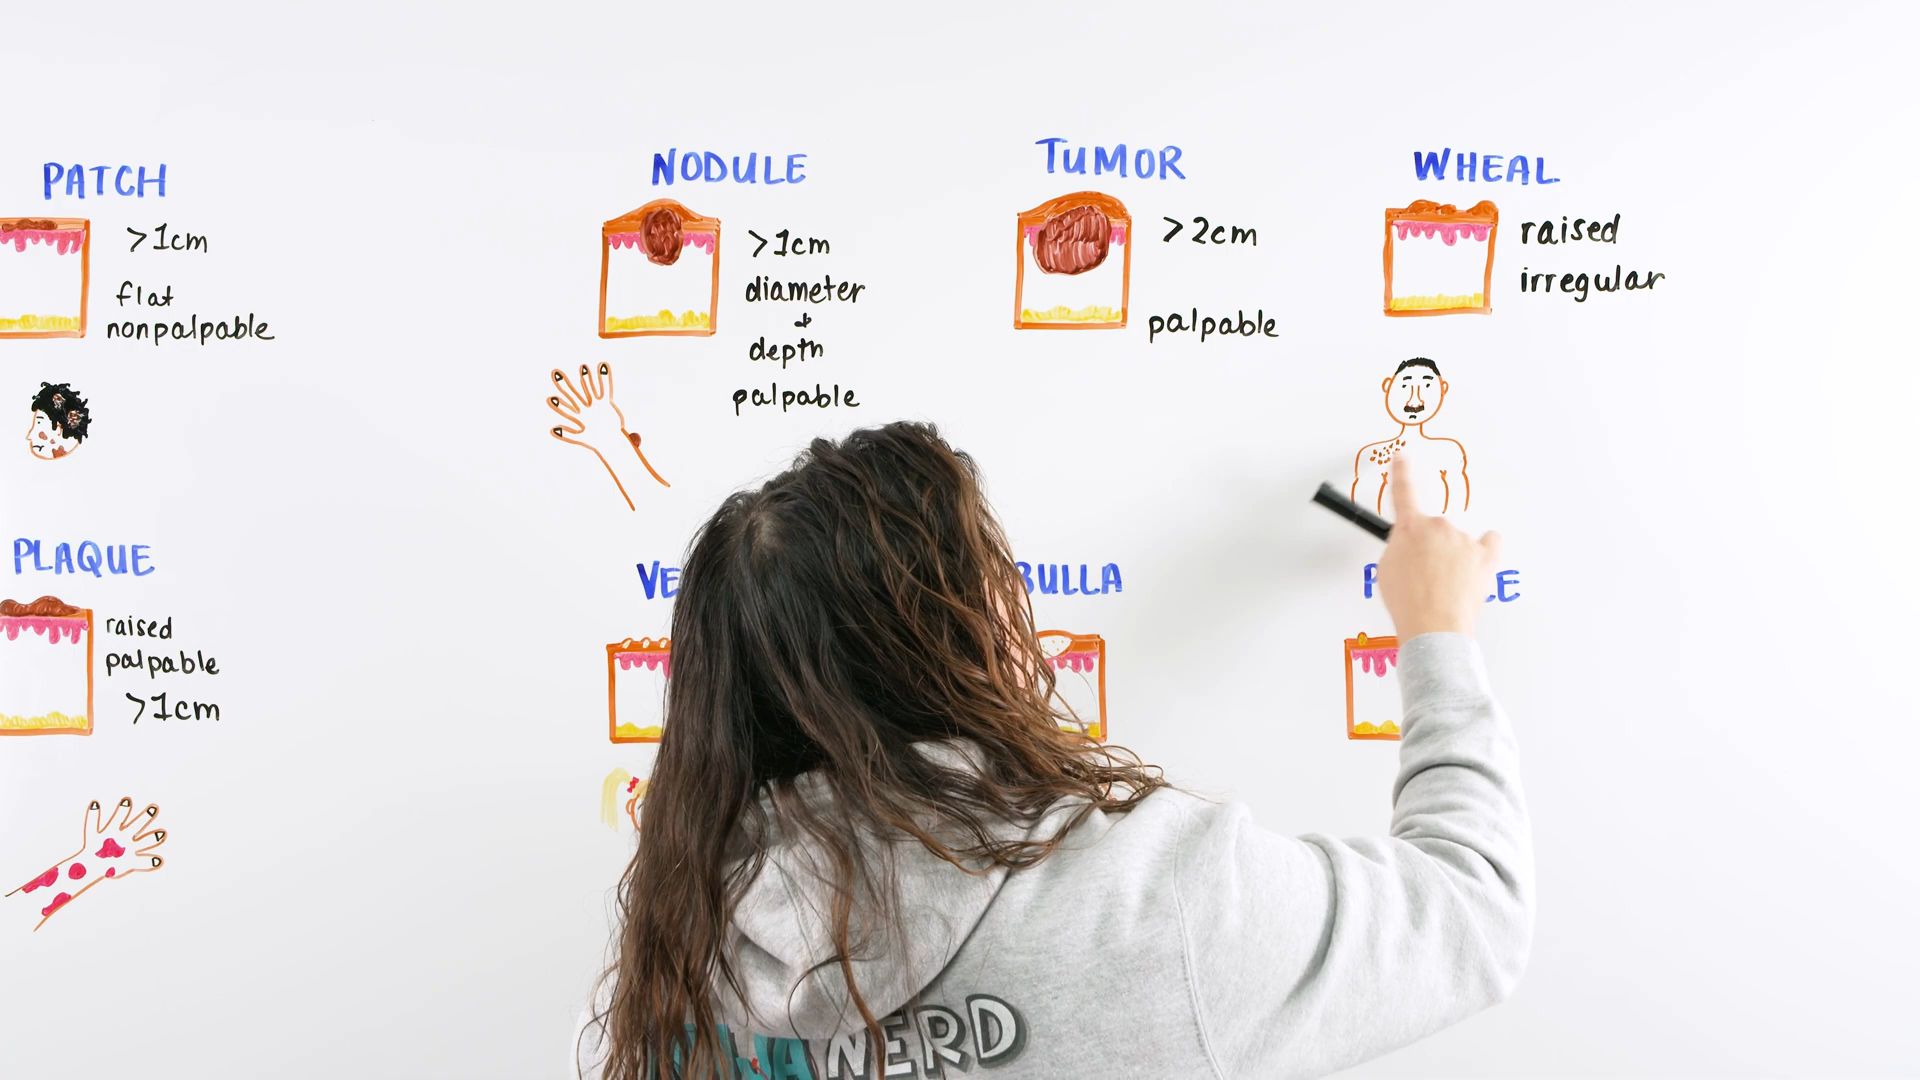 PATCH
>1cm
flat
nonpalpable
NODULE
>1cm
diameter
&
depth
palpable
TUMOR
>2cm
palpable
WHEAL
raised
irregular
PLAQUE
raised
palpable
>1cm
BULLA
NERD